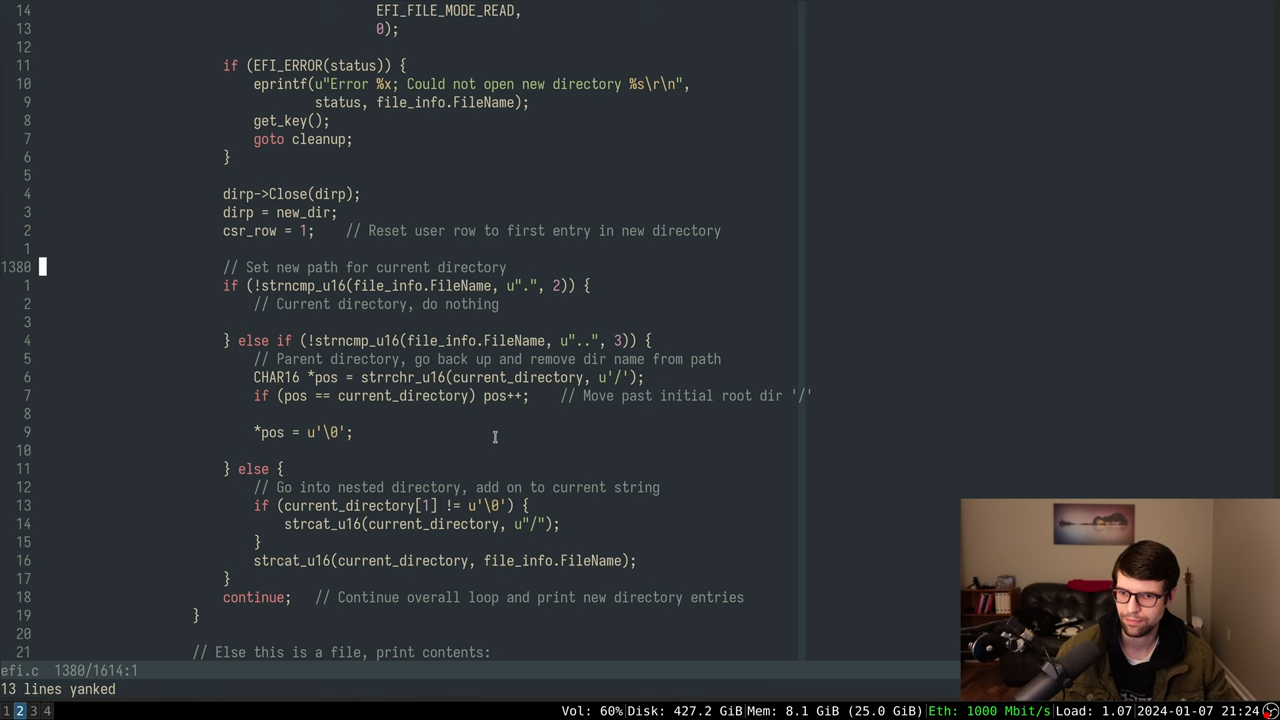 14                                             EFI_FILE_MODE_READ,
13                                             0);
12
11                         if (EFI_ERROR(status)) {
10                             eprintf(u"Error %x; Could not open new directory %s\r\n",
9                                     status, file_info.FileName);
8                             get_key();
7                             goto cleanup;
6                         }
5
4                         dirp->Close(dirp);
3                         dirp = new_dir;
2                         csr_row = 1;    // Reset user row to first entry in new directory
1
1380                         // Set new path for current directory
1                         if (!strncmp_u16(file_info.FileName, u".", 2)) {
2                             // Current directory, do nothing
3
4                         } else if (!strncmp_u16(file_info.FileName, u"..", 3)) {
5                             // Parent directory, go back up and remove dir name from path
6                             CHAR16 *pos = strrchr_u16(current_directory, u'/');
7                             if (pos == current_directory) pos++;    // Move past initial root dir '/'
8
9                             *pos = u'\0';
10
11                         } else {
12                             // Go into nested directory, add on to current string
13                             if (current_directory[1] != u'\0') {
14                                 strcat_u16(current_directory, u"/");
15                             }
16                             strcat_u16(current_directory, file_info.FileName);
17                         }
18                         continue;   // Continue overall loop and print new directory entries
19                     }
20
21                     // Else this is a file, print contents:
efi.c  1380/1614:1
13 lines yanked
1 2 3 4 Vol: 60%|Disk: 427.2 GiB|Mem: 8.1 GiB (25.0 GiB)|Eth: 1000 Mbit/s|Load: 1.07|2024-01-07 21:24